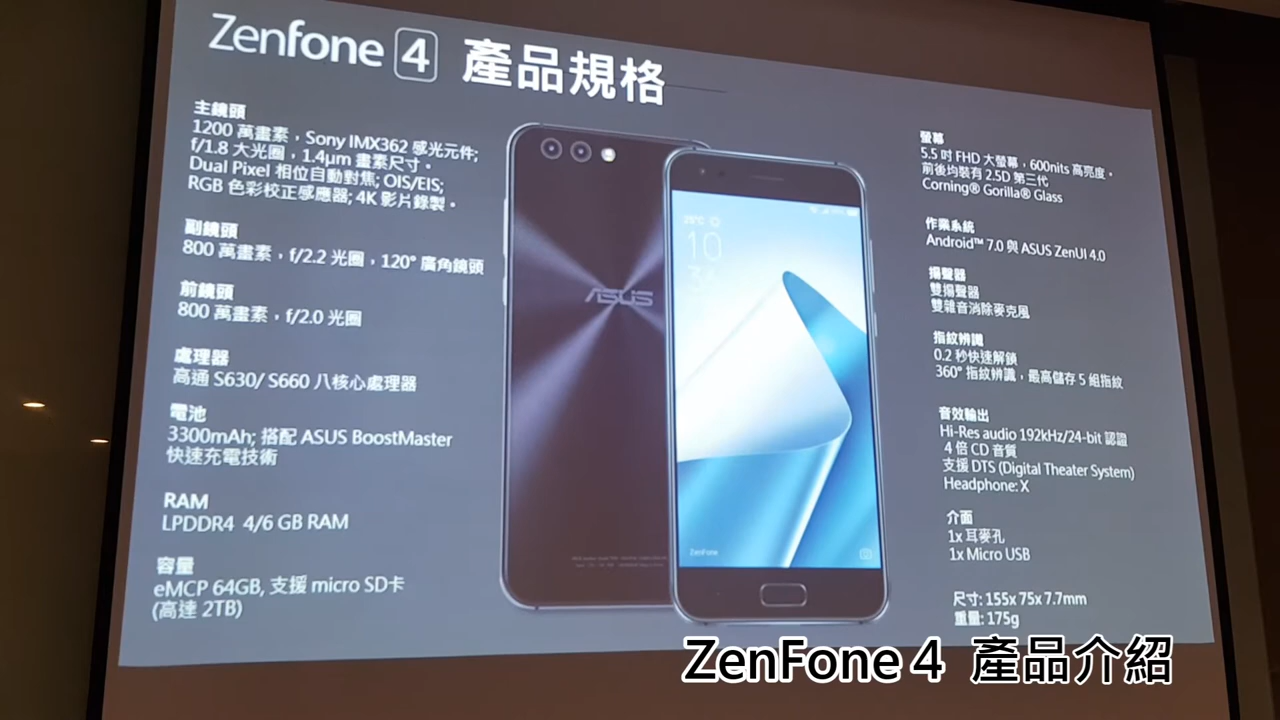 Zenfone 4 產品規格
主鏡頭
1200 萬畫素，Sony IMX362 感光元件;
f/1.8 大光圈，1.4μm 畫素尺寸。
Dual Pixel 相位自動對焦; OIS/EIS;
RGB 色彩校正感應器; 4K 影片錄製。
副鏡頭
800 萬畫素，f/2.2 光圈，120° 廣角鏡頭
前鏡頭
800 萬畫素，f/2.0 光圈
處理器
高通 S630/ S660 八核心處理器
電池
3300mAh; 搭配 ASUS BoostMaster
快速充電技術
RAM
LPDDR4 4/6 GB RAM
容量
eMCP 64GB, 支援 micro SD卡
(高達 2TB)
ASUS
10
ZenFone
螢幕
5.5 吋 FHD 大螢幕，600nits 高亮度。
前後均裝有 2.5D 第三代
Corning® Gorilla® Glass
作業系統
Android™ 7.0 與 ASUS ZenUI 4.0
揚聲器
雙揚聲器
雙雜音消除麥克風
指紋辨識
0.2 秒快速解鎖
360° 指紋辨識，最高儲存 5 組指紋
音效輸出
Hi-Res audio 192kHz/24-bit 認證
4 倍 CD 音質
支援 DTS (Digital Theater System)
Headphone: X
介面
1x 耳麥孔
1x Micro USB
尺寸: 155x 75x 7.7mm
重量: 175g
ZenFone 4 產品介紹